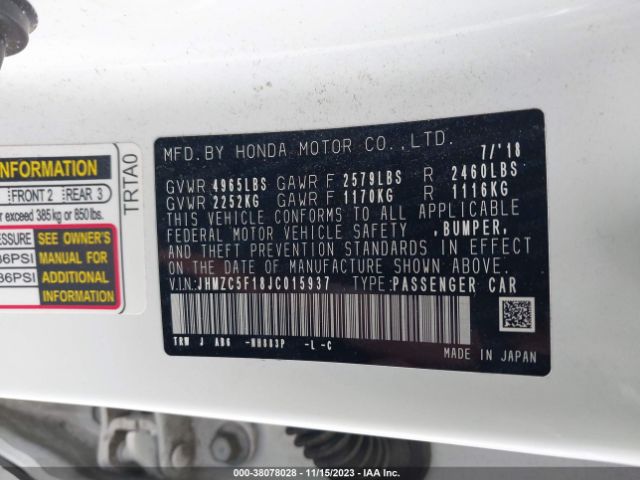 TRTA0
INFORMATION
FRONT 2 REAR 3
exceed 385 kg or 850 lbs.
SEE OWNER'S
MANUAL FOR
ADDITIONAL
INFORMATION
MFD.BY HONDA MOTOR CO.,LTD. 7/'18
GVWR 4965LBS GAWR F 2579LBS R 2460LBS
GVWR 2252KG GAWR F 1170KG R 1116KG
THIS VEHICLE CONFORMS TO ALL APPLICABLE
FEDERAL MOTOR VEHICLE SAFETY ,BUMPER,
AND THEFT PREVENTION STANDARDS IN EFFECT
ON THE DATE OF MANUFACTURE SHOWN ABOVE.
V.I.N: JHMZC5F18JC015937 TYPE: PASSENGER CAR
TRW J AB6 -NH883P -L -C
MADE IN JAPAN
000-38078028 - 11/15/2023 - IAA Inc.